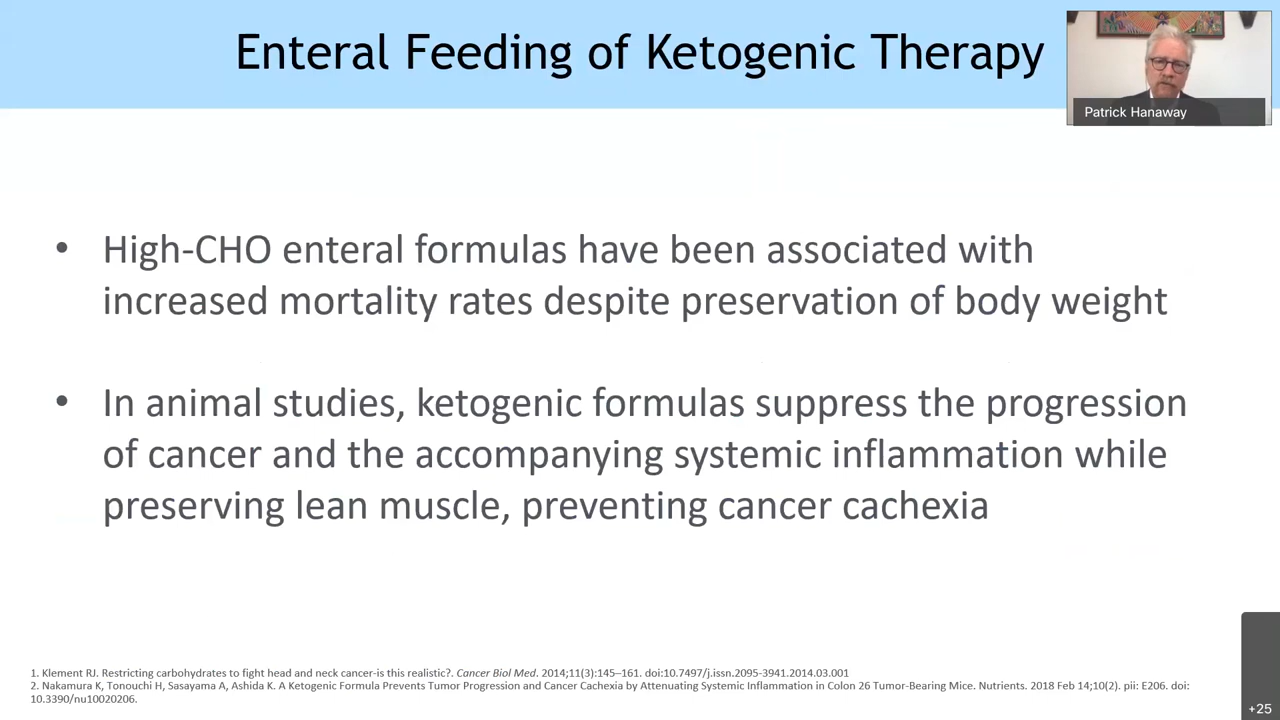 Enteral Feeding of Ketogenic Therapy
Patrick Hanaway
• High-CHO enteral formulas have been associated with
increased mortality rates despite preservation of body weight
• In animal studies, ketogenic formulas suppress the progression
of cancer and the accompanying systemic inflammation while
preserving lean muscle, preventing cancer cachexia
1. Klement RJ. Restricting carbohydrates to fight head and neck cancer-is this realistic?. Cancer Biol Med. 2014;11(3):145–161. doi:10.7497/j.issn.2095-3941.2014.03.001
2. Nakamura K, Tonouchi H, Sasayama A, Ashida K. A Ketogenic Formula Prevents Tumor Progression and Cancer Cachexia by Attenuating Systemic Inflammation in Colon 26 Tumor-Bearing Mice. Nutrients. 2018 Feb 14;10(2). pii: E206. doi:
10.3390/nu10020206.
+25